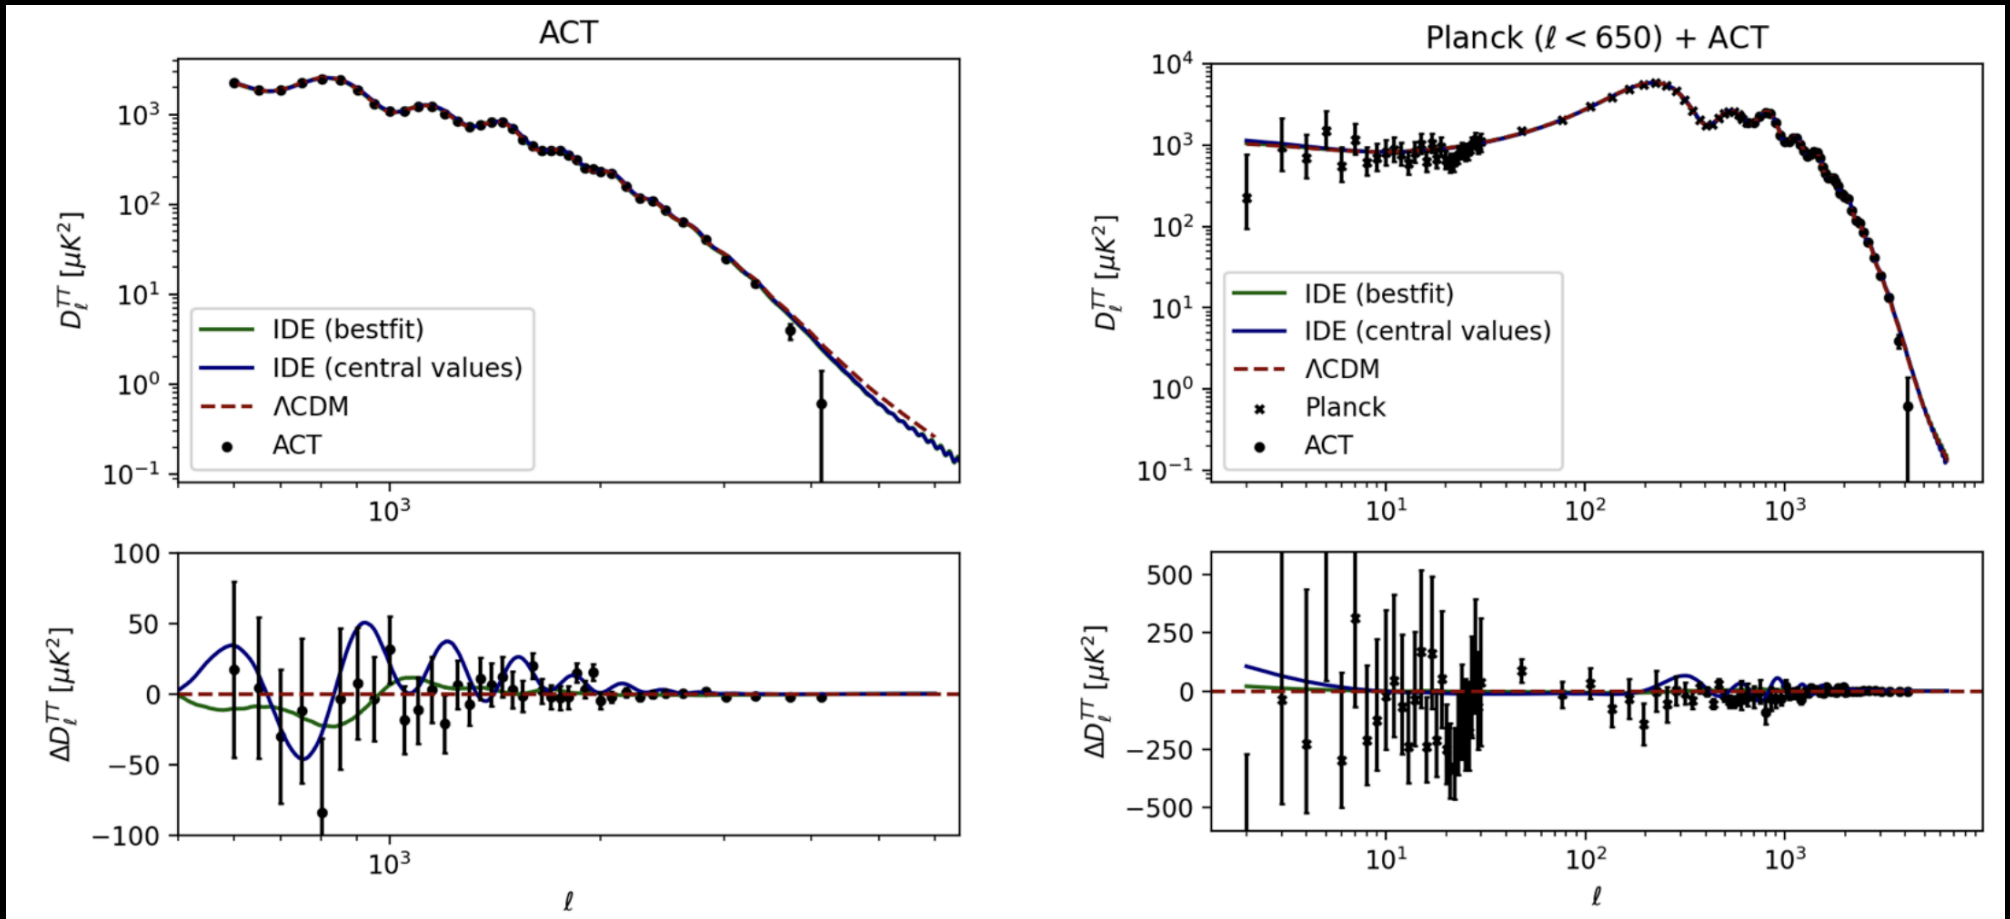 ACT
10³
10²
10¹
10⁰
10⁻¹
D_ℓ^{TT} [μK²]
IDE (bestfit)
IDE (central values)
ΛCDM
ACT
10³
100
50
0
−50
−100
ΔD_ℓ^{TT} [μK²]
10³
ℓ
Planck (ℓ < 650) + ACT
10⁴
10³
10²
10¹
10⁰
10⁻¹
D_ℓ^{TT} [μK²]
IDE (bestfit)
IDE (central values)
ΛCDM
Planck
ACT
10¹ 10² 10³
500
250
0
−250
−500
ΔD_ℓ^{TT} [μK²]
10¹ 10² 10³
ℓ